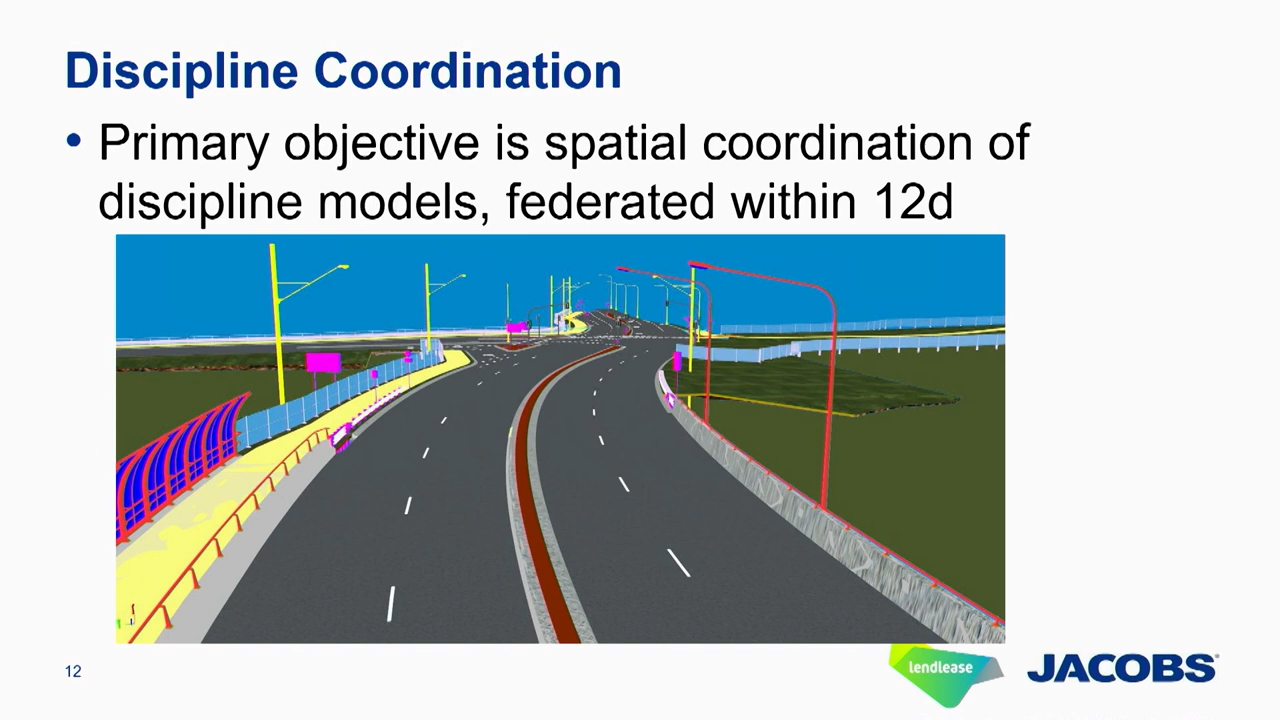 Discipline Coordination
• Primary objective is spatial coordination of
discipline models, federated within 12d
12
lendlease
JACOBS